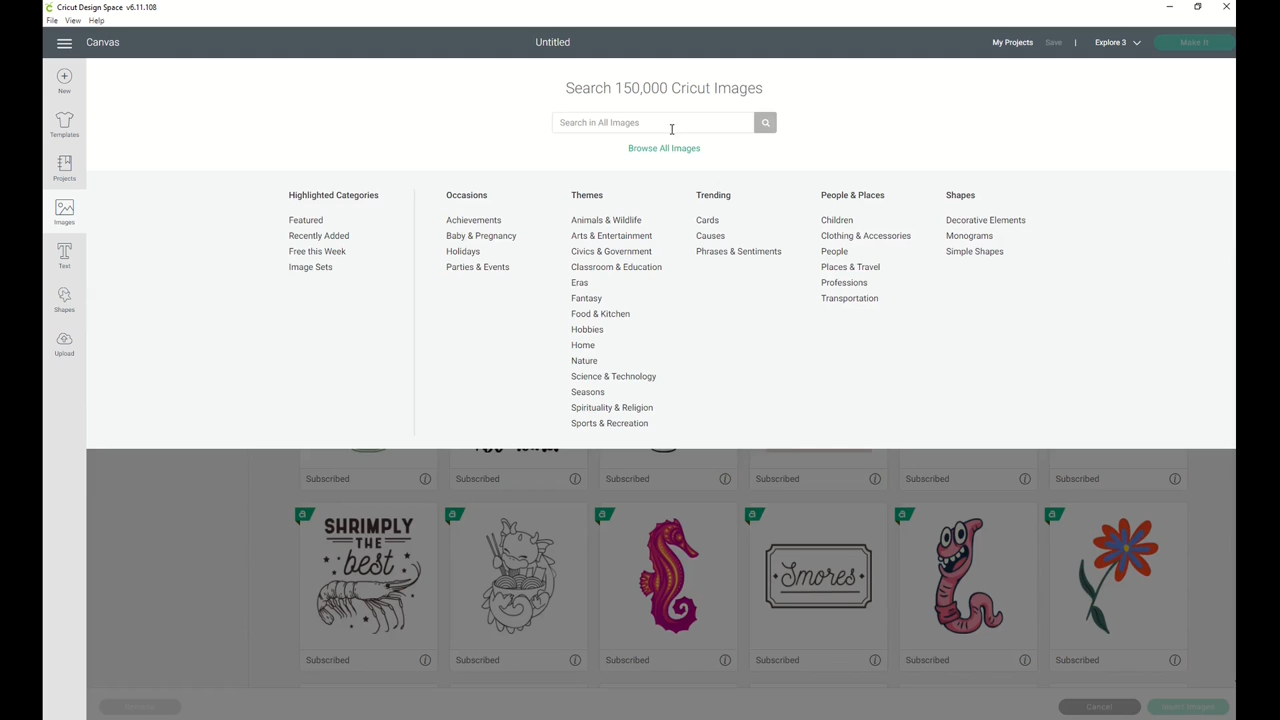 Cricut Design Space v6.11.108
File View Help
Canvas
Untitled
My Projects Save | Explore 3 Make It
New
Templates
Projects
Images
Text
Shapes
Upload
Search 150,000 Cricut Images
Search in All Images
Browse All Images
Highlighted Categories
Featured
Recently Added
Free this Week
Image Sets
Occasions
Achievements
Baby & Pregnancy
Holidays
Parties & Events
Themes
Animals & Wildlife
Arts & Entertainment
Civics & Government
Classroom & Education
Eras
Fantasy
Food & Kitchen
Hobbies
Home
Nature
Science & Technology
Seasons
Spirituality & Religion
Sports & Recreation
Trending
Cards
Causes
Phrases & Sentiments
People & Places
Children
Clothing & Accessories
People
Places & Travel
Professions
Transportation
Shapes
Decorative Elements
Monograms
Simple Shapes
Subscribed Subscribed Subscribed Subscribed Subscribed Subscribed
SHRIMPLY
THE
best
Smores
Subscribed Subscribed Subscribed Subscribed Subscribed Subscribed
Cancel Insert Images